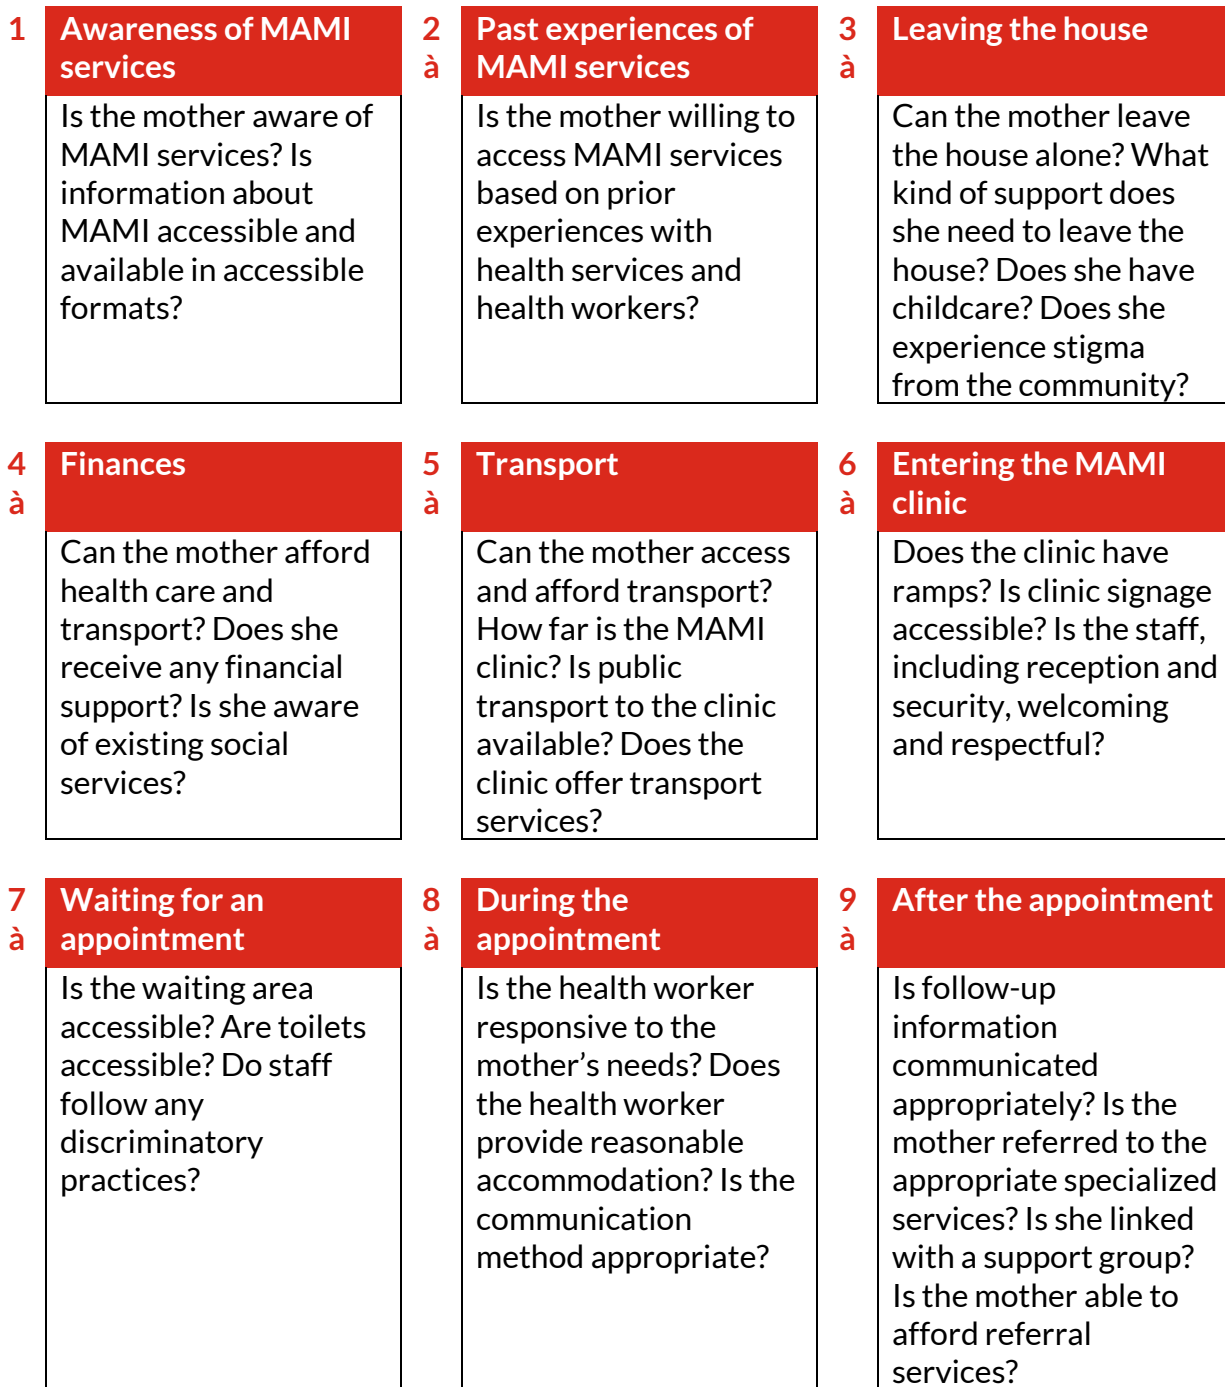 1
Awareness of MAMI
services
Is the mother aware of
MAMI services? Is
information about
MAMI accessible and
available in accessible
formats?
2
à
Past experiences of
MAMI services
Is the mother willing to
access MAMI services
based on prior
experiences with
health services and
health workers?
3
à
Leaving the house
Can the mother leave
the house alone? What
kind of support does
she need to leave the
house? Does she have
childcare? Does she
experience stigma
from the community?
4
à
Finances
Can the mother afford
health care and
transport? Does she
receive any financial
support? Is she aware
of existing social
services?
5
à
Transport
Can the mother access
and afford transport?
How far is the MAMI
clinic? Is public
transport to the clinic
available? Does the
clinic offer transport
services?
6
à
Entering the MAMI
clinic
Does the clinic have
ramps? Is clinic signage
accessible? Is the staff,
including reception and
security, welcoming
and respectful?
7
à
Waiting for an
appointment
Is the waiting area
accessible? Are toilets
accessible? Do staff
follow any
discriminatory
practices?
8
à
During the
appointment
Is the health worker
responsive to the
mother’s needs? Does
the health worker
provide reasonable
accommodation? Is the
communication
method appropriate?
9
à
After the appointment
Is follow-up
information
communicated
appropriately? Is the
mother referred to the
appropriate specialized
services? Is she linked
with a support group?
Is the mother able to
afford referral
services?